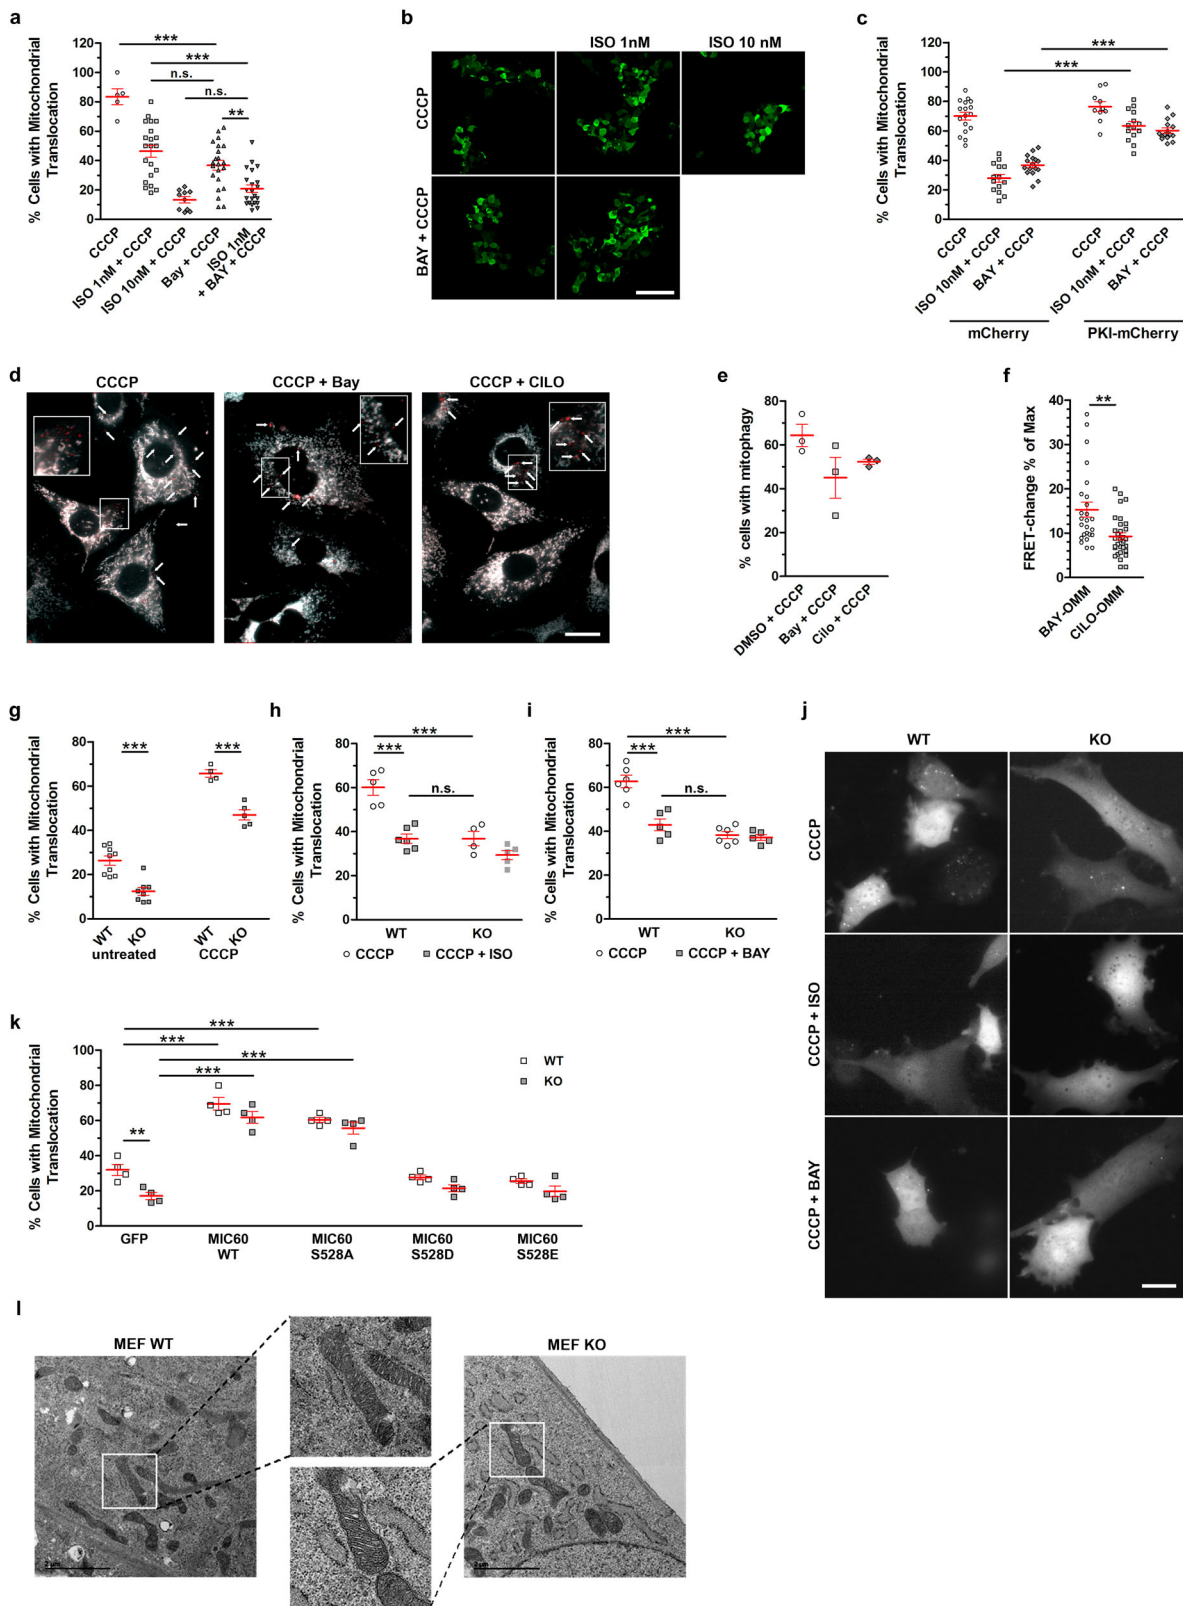 a
% Cells with Mitochondrial
Translocation
120
100
80
60
40
20
0
***
***
n.s.
n.s.
**
CCCP
ISO 1nM + CCCP
ISO 10nM + CCCP
Bay + CCCP
ISO 1nM
+ BAY + CCCP
b
ISO 1nM
ISO 10 nM
CCCP
BAY + CCCP
c
% Cells with Mitochondrial
Translocation
120
100
80
60
40
20
0
***
***
CCCP
ISO 10nM + CCCP
BAY + CCCP
CCCP
ISO 10nM + CCCP
BAY + CCCP
mCherry
PKI-mCherry
d
CCCP
CCCP + Bay
CCCP + CILO
e
% cells with mitophagy
80
60
40
20
0
DMSO + CCCP
Bay + CCCP
Cilo + CCCP
f
FRET-change % of Max
40
30
20
10
0
**
BAY-OMM
CILO-OMM
g
% Cells with Mitochondrial
Translocation
80
60
40
20
0
***
***
WT
KO
WT
KO
untreated
CCCP
h
% Cells with Mitochondrial
Translocation
80
60
40
20
0
***
***
n.s.
WT
KO
CCCP
CCCP + ISO
i
% Cells with Mitochondrial
Translocation
80
60
40
20
0
***
***
n.s.
WT
KO
CCCP
CCCP + BAY
j
WT
KO
CCCP
CCCP + ISO
CCCP + BAY
k
% Cells with Mitochondrial
Translocation
100
80
60
40
20
0
***
***
***
***
**
WT
KO
GFP
MIC60
WT
MIC60
S528A
MIC60
S528D
MIC60
S528E
l
MEF WT
MEF KO
2 µm
2 µm